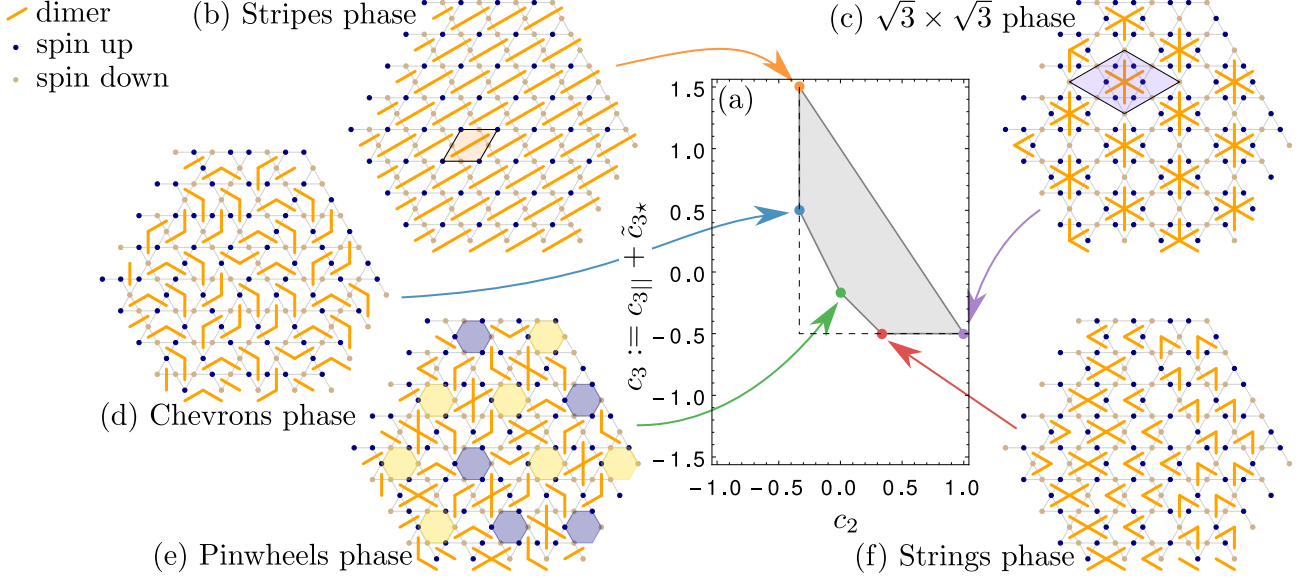 dimer
spin up
spin down
(b) Stripes phase
(c) √3 × √3 phase
(a)
1.5
1.0
0.5
0.0
−0.5
−1.0
−1.5
c₃ := c₃|| + c̃₃⋆
−1.0 −0.5 0.0 0.5 1.0
c₂
(d) Chevrons phase
(e) Pinwheels phase
(f) Strings phase